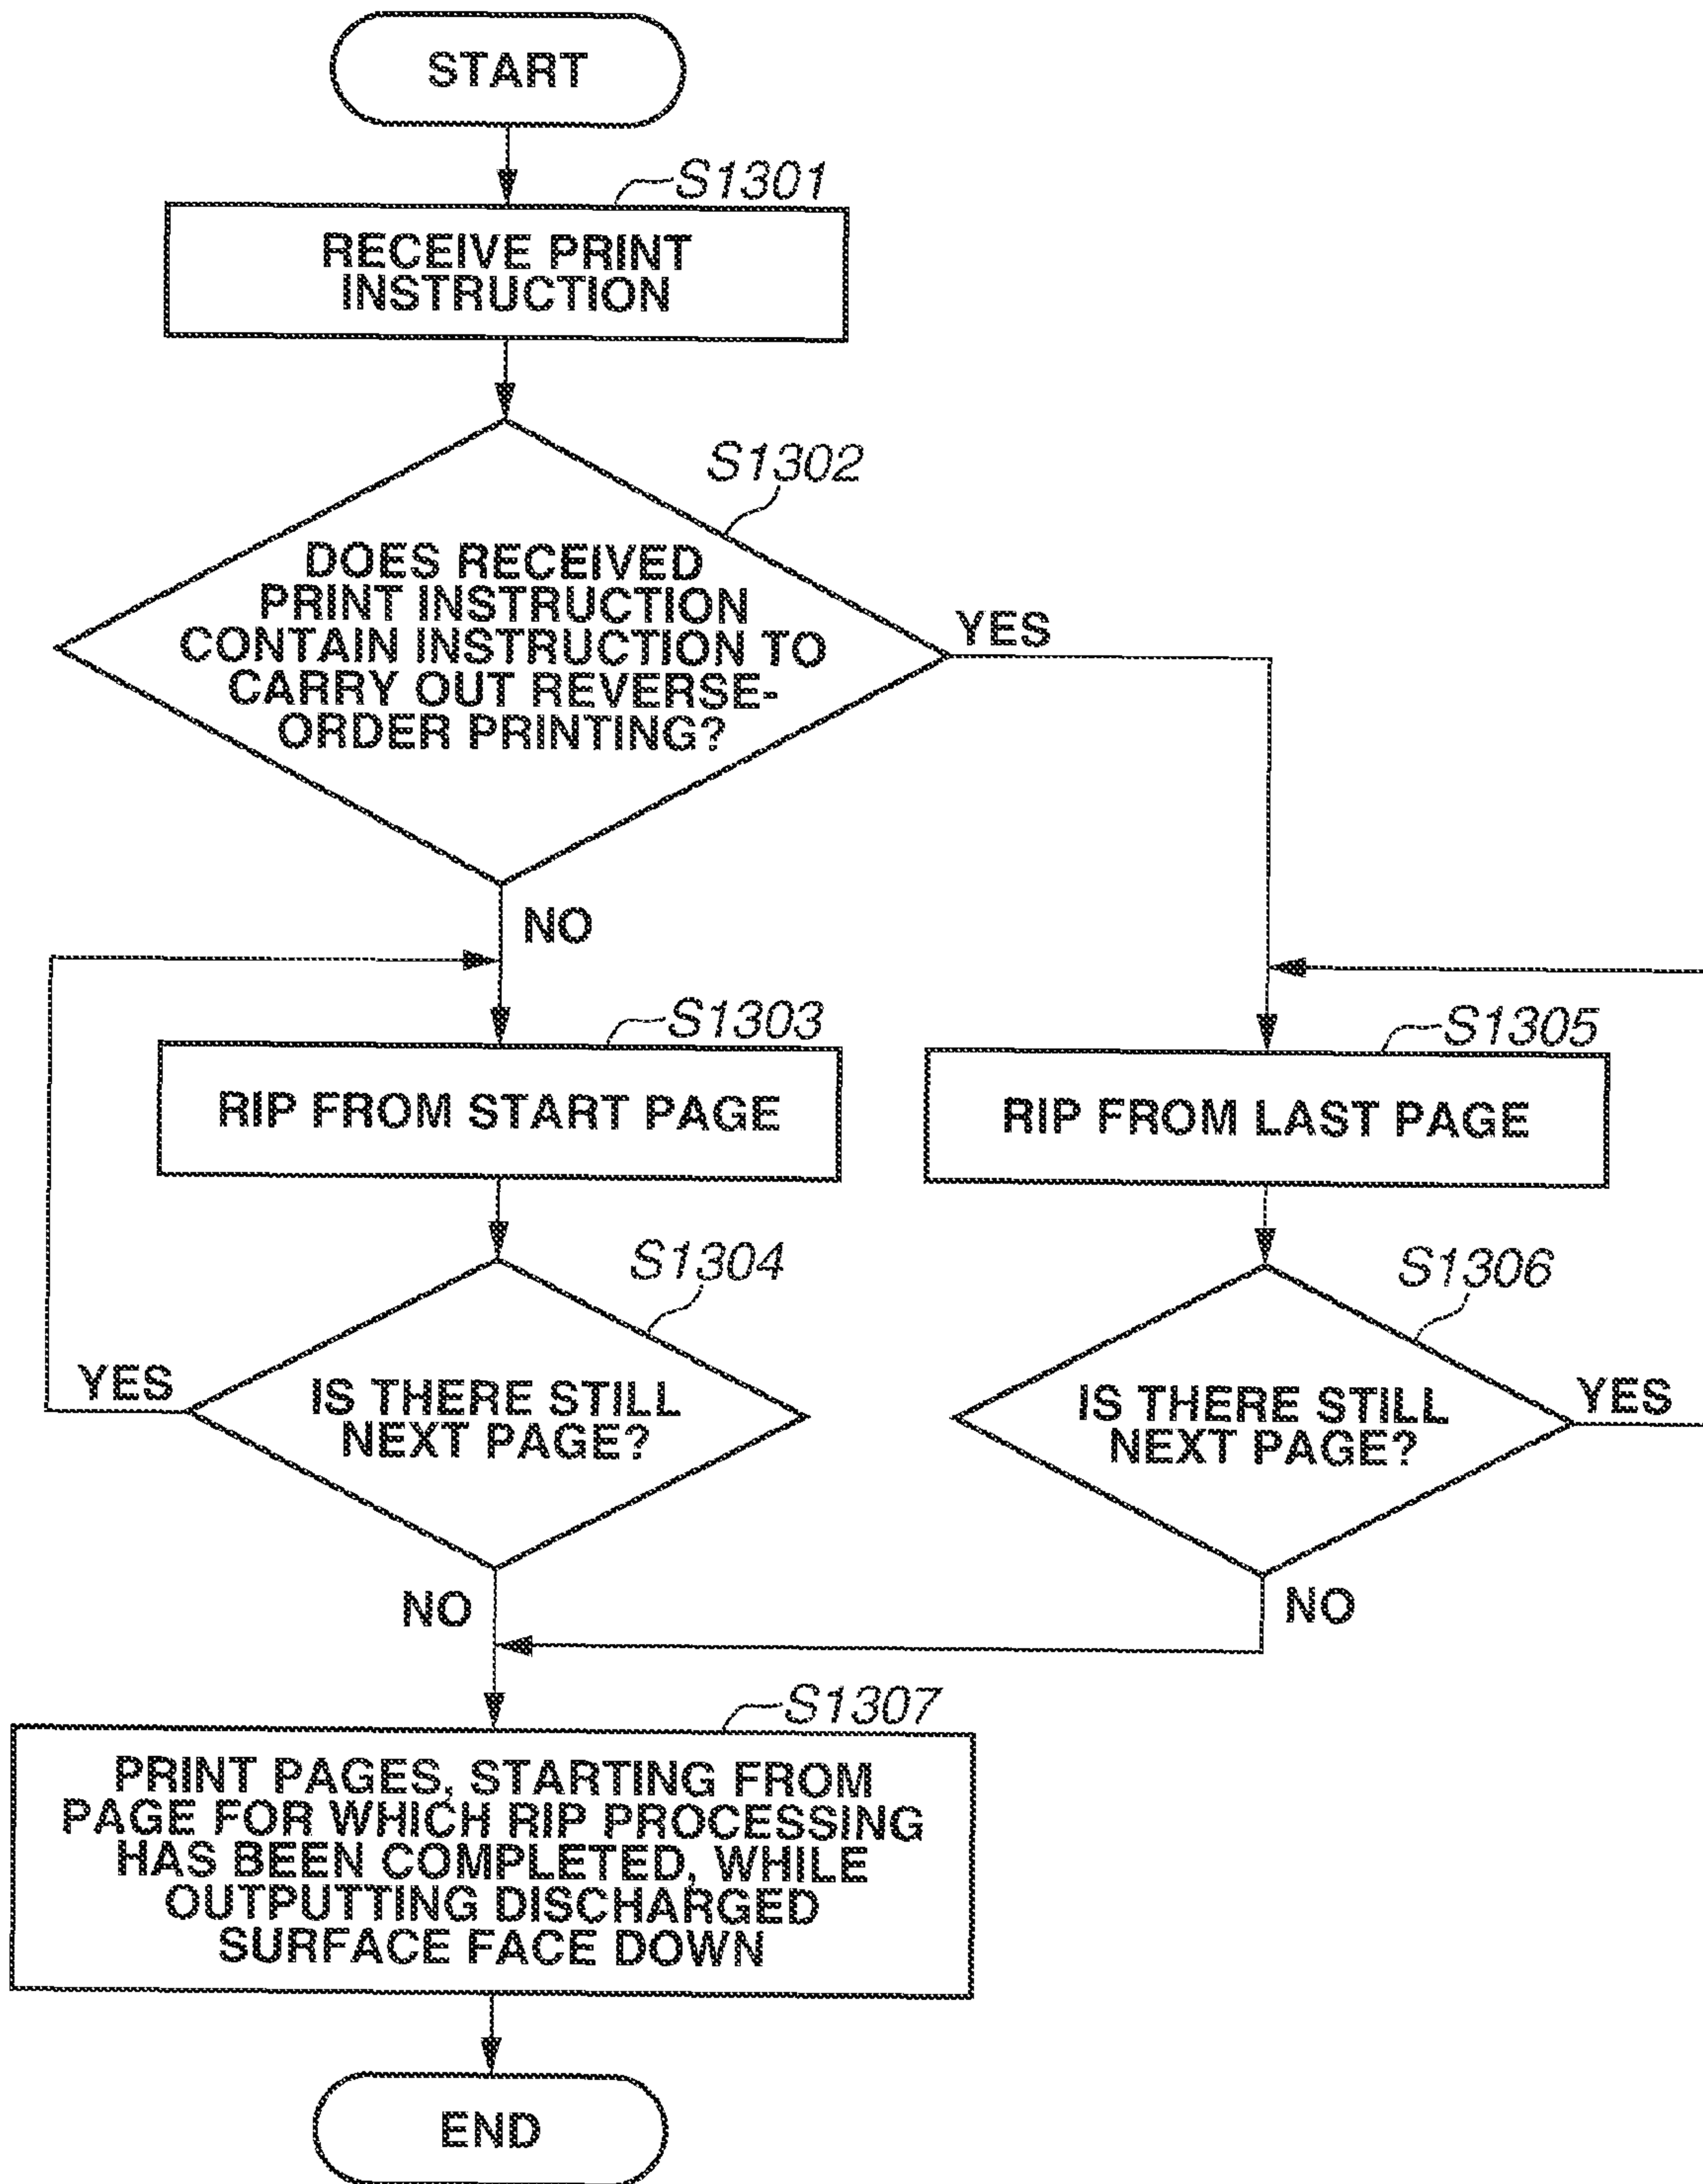 START
S1301
RECEIVE PRINT
INSTRUCTION
S1302
DOES RECEIVED
PRINT INSTRUCTION
CONTAIN INSTRUCTION TO
CARRY OUT REVERSE-
ORDER PRINTING?
YES
NO
S1303
RIP FROM START PAGE
S1305
RIP FROM LAST PAGE
S1304
IS THERE STILL
NEXT PAGE?
YES
NO
S1306
IS THERE STILL
NEXT PAGE?
YES
NO
S1307
PRINT PAGES, STARTING FROM
PAGE FOR WHICH RIP PROCESSING
HAS BEEN COMPLETED, WHILE
OUTPUTTING DISCHARGED
SURFACE FACE DOWN
END